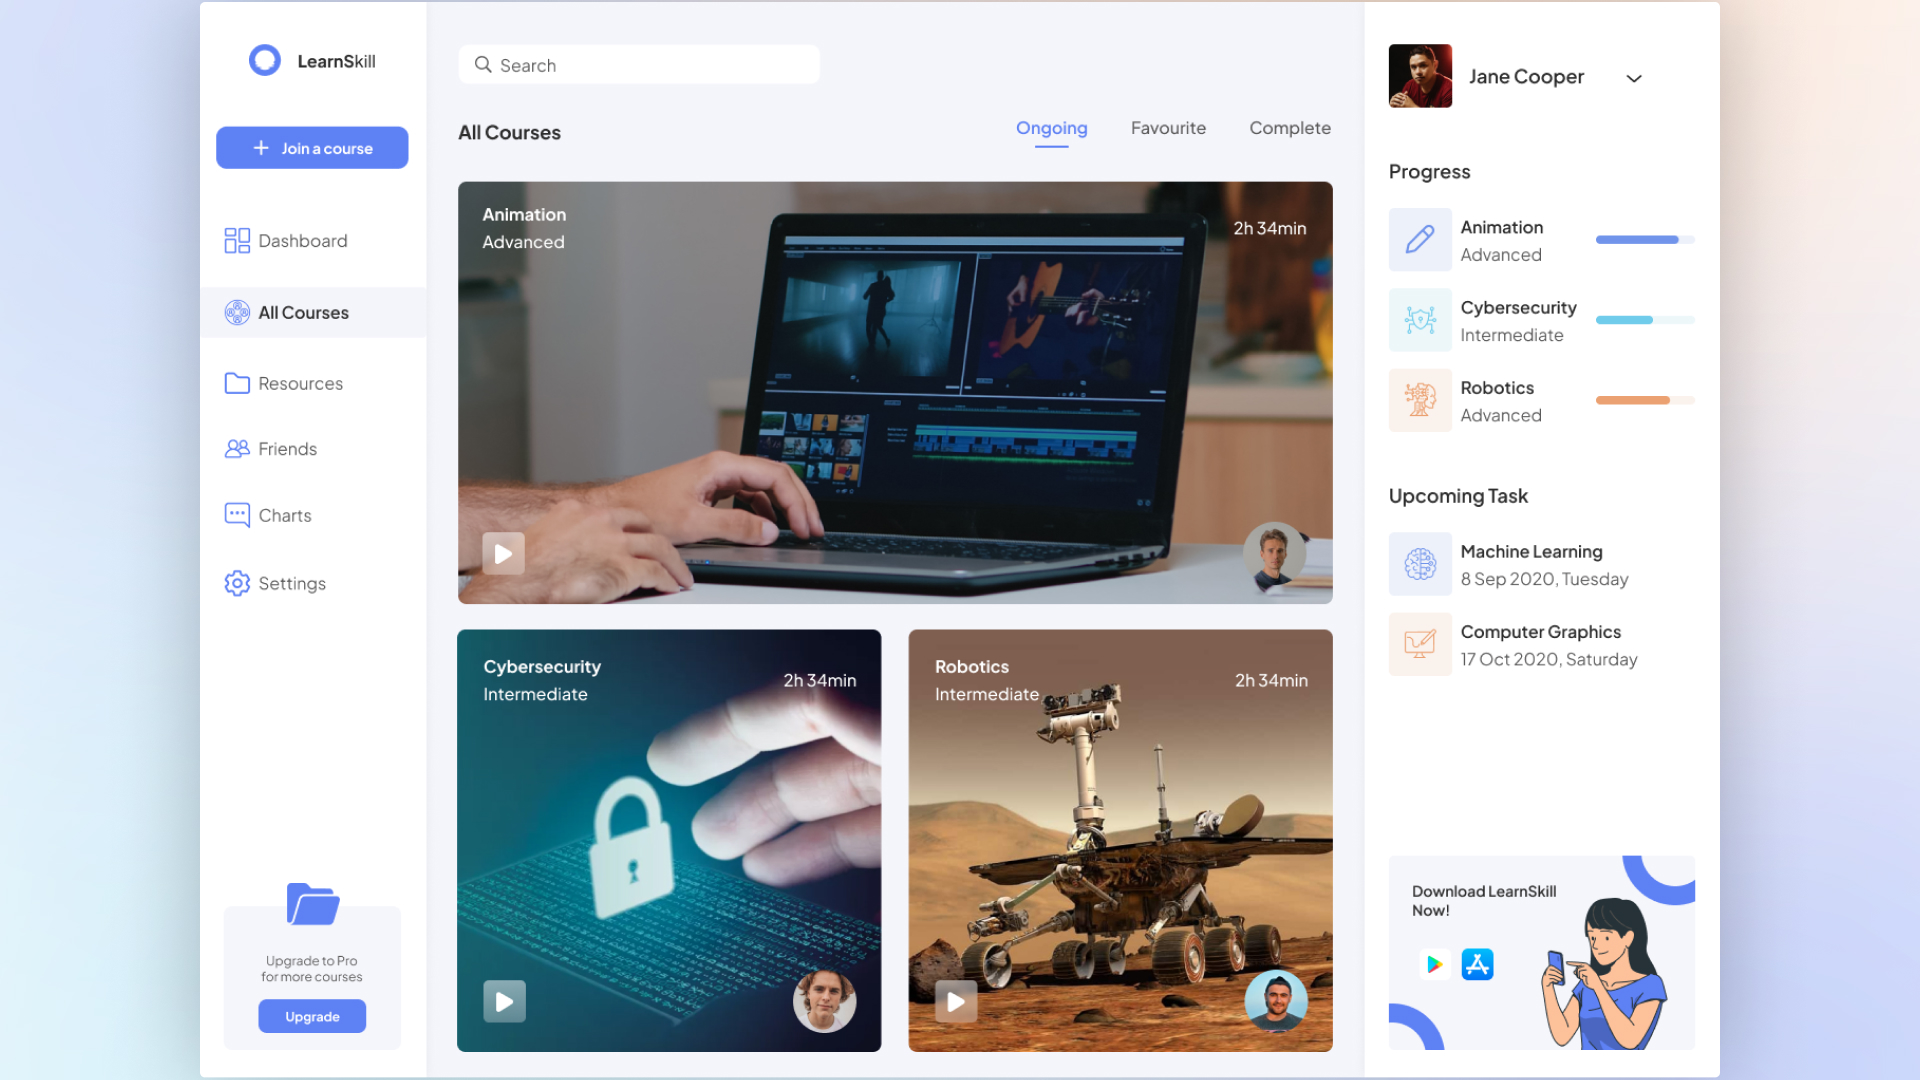 LearnSkill
Join a course
Dashboard
All Courses
Resources
Friends
Charts
Settings
Upgrade to Pro
for more courses
Upgrade
Search
All Courses
Ongoing
Favourite
Complete
Animation
Advanced
2h 34min
Cybersecurity
Intermediate
2h 34min
Robotics
Intermediate
2h 34min
Jane Cooper
Progress
Animation
Advanced
Cybersecurity
Intermediate
Robotics
Advanced
Upcoming Task
Machine Learning
8 Sep 2020, Tuesday
Computer Graphics
17 Oct 2020, Saturday
Download LearnSkill
Now!